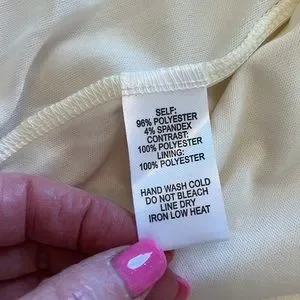 SELF:
96% POLYESTER
4% SPANDEX
CONTRAST:
100% POLYESTER
LINING:
100% POLYESTER
HAND WASH COLD
DO NOT BLEACH
LINE DRY
IRON LOW HEAT